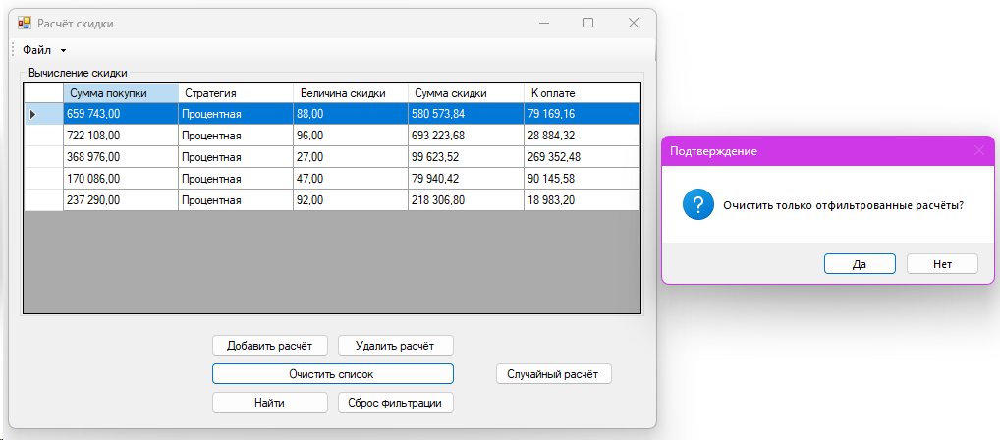 Расчёт скидки
Файл
Вычисление скидки
Сумма покупки Стратегия Величина скидки Сумма скидки К оплате
659 743,00 Процентная 88,00 580 573,84 79 169,16
722 108,00 Процентная 96,00 693 223,68 28 884,32
368 976,00 Процентная 27,00 99 623,52 269 352,48
170 086,00 Процентная 47,00 79 940,42 90 145,58
237 290,00 Процентная 92,00 218 306,80 18 983,20
Добавить расчёт Удалить расчёт
Очистить список Случайный расчёт
Найти Сброс фильтрации
Подтверждение
Очистить только отфильтрованные расчёты?
Да Нет